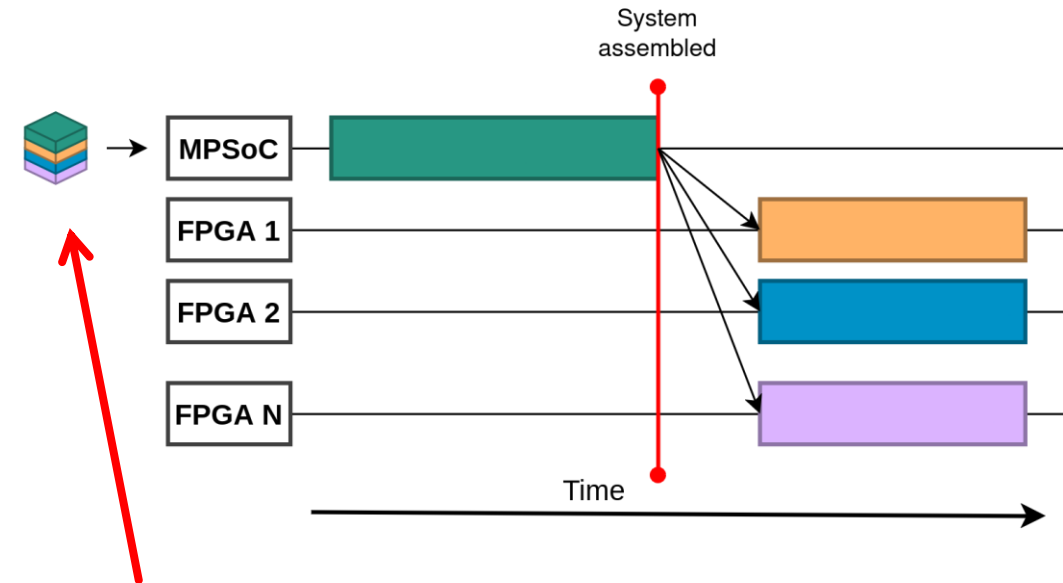 System
assembled
MPSoC
FPGA 1
FPGA 2
FPGA N
Time